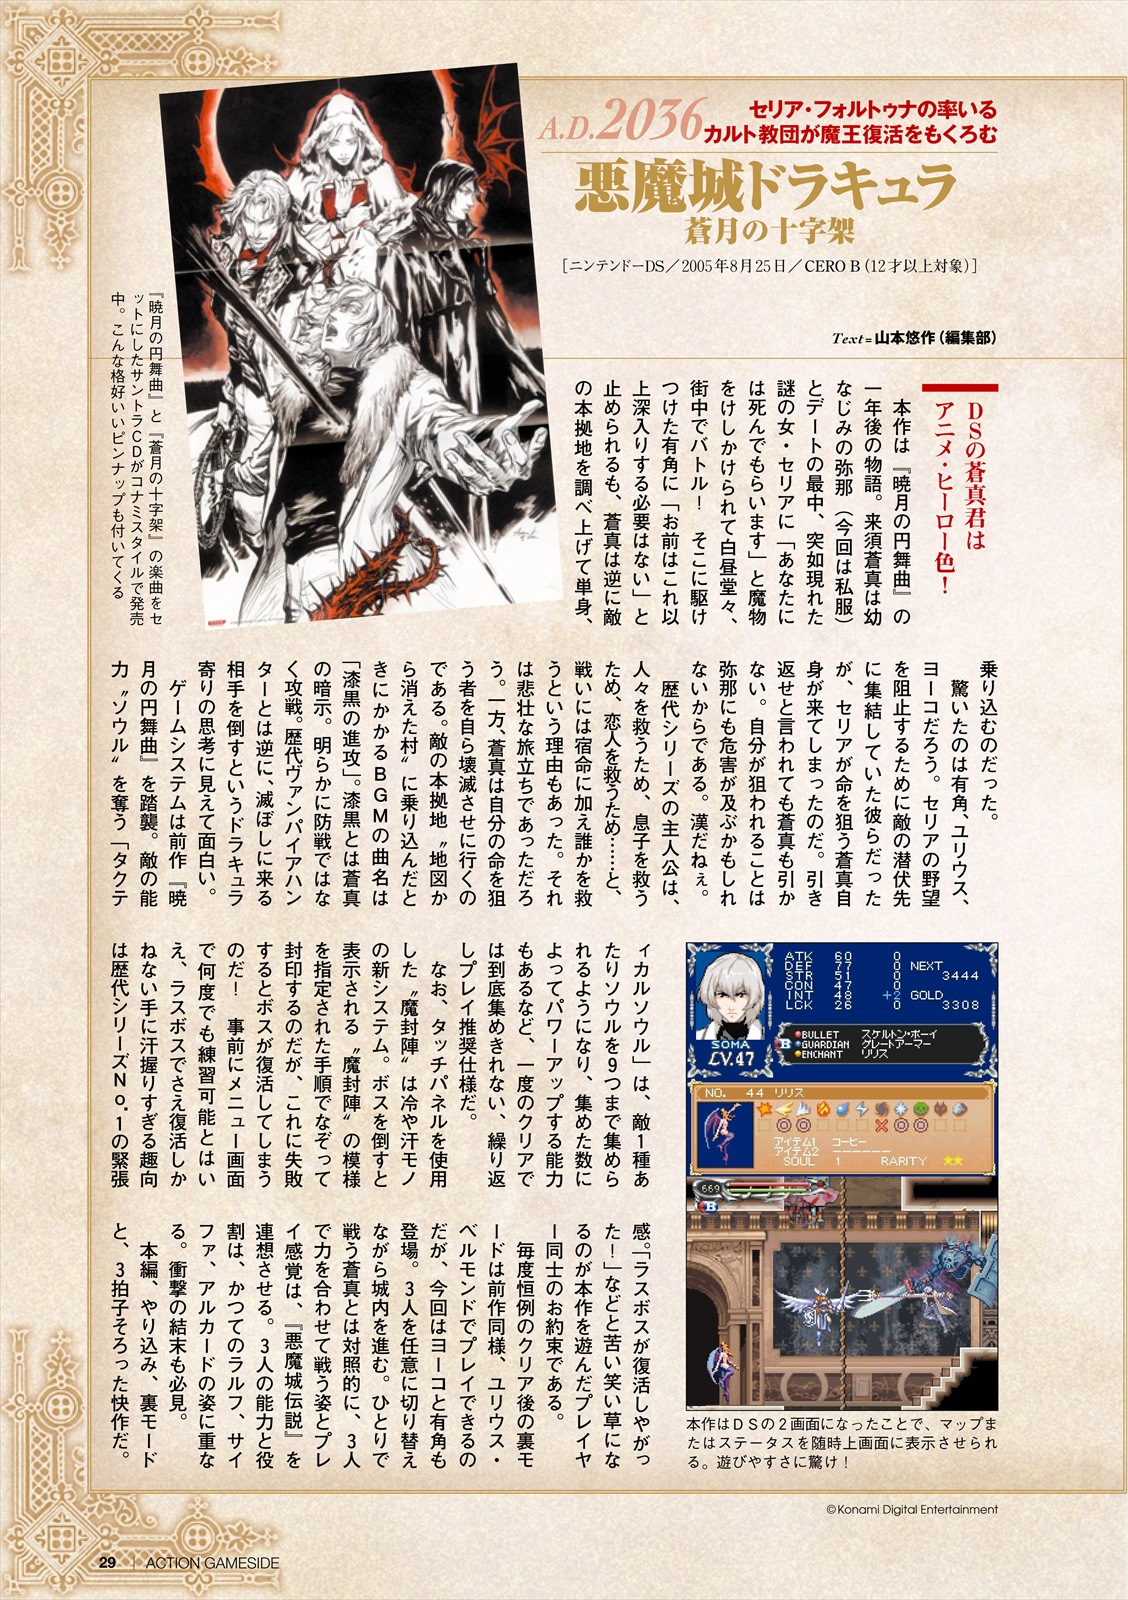 A.D.2036
セリア・フォルトゥナの率いる
カルト教団が魔王復活をもくろむ
悪魔城ドラキュラ
蒼月の十字架
［ニンテンドーDS／2005年8月25日／CERO B（12才以上対象）］
Text=山本悠作（編集部）
『暁月の円舞曲』と『蒼月の十字架』の楽曲をセ
ットにしたサントラCDがコナミスタイルで発売
中。こんな格好いいピンナップも付いてくる
DSの蒼真君は
アニメ・ヒーロー色！
本作は『暁月の円舞曲』の
一年後の物語。来須蒼真は幼
なじみの弥那（今回は私服）
とデートの最中、突如現れた
謎の女・セリアに「あなたに
は死んでもらいます」と魔物
をけしかけられて白昼堂々、
街中でバトル！　そこに駆け
つけた有角に「お前はこれ以
上深入りする必要はない」と
止められるも、蒼真は逆に敵
の本拠地を調べ上げて単身、
乗り込むのだった。
驚いたのは有角、ユリウス、
ヨーコだろう。セリアの野望
を阻止するために敵の潜伏先
に集結していた彼らだった
が、セリアが命を狙う蒼真自
身が来てしまったのだ。引き
返せと言われても蒼真も引か
ない。自分が狙われることは
弥那にも危害が及ぶかもしれ
ないからである。漢だねぇ。
歴代シリーズの主人公は、
人々を救うため、息子を救う
ため、恋人を救うため……と、
戦いには宿命に加え誰かを救
うという理由もあった。それ
は悲壮な旅立ちであっただろ
う。一方、蒼真は自分の命を狙
う者を自ら壊滅させに行くの
である。敵の本拠地〝地図か
ら消えた村〟に乗り込んだと
きにかかるBGMの曲名は
「漆黒の進攻」。漆黒とは蒼真
の暗示。明らかに防戦ではな
く攻戦。歴代ヴァンパイアハン
ターとは逆に、滅ぼしに来る
相手を倒すというドラキュラ
寄りの思考に見えて面白い。
ゲームシステムは前作『暁
月の円舞曲』を踏襲。敵の能
力〝ソウル〟を奪う「タクテ
ィカルソウル」は、敵1種あ
たりソウルを9つまで集めら
れるようになり、集めた数に
よってパワーアップする能力
もあるなど、一度のクリアで
は到底集めきれない、繰り返
しプレイ推奨仕様だ。
なお、タッチパネルを使用
した〝魔封陣〟は冷や汗モノ
の新システム。ボスを倒すと
表示される〝魔封陣〟の模様
を指定された手順でなぞって
封印するのだが、これに失敗
するとボスが復活してしまう
のだ！　事前にメニュー画面
で何度でも練習可能とはい
え、ラスボスでさえ復活しか
ねない手に汗握りすぎる趣向
は歴代シリーズNo.1の緊張
感。「ラスボスが復活しやがっ
た！」などと苦い笑い草にな
るのが本作を遊んだプレイヤ
ー同士のお約束である。
毎度恒例のクリア後の裏モ
ードは前作同様、ユリウス・
ベルモンドでプレイできるの
だが、今回はヨーコと有角も
登場。3人を任意に切り替え
ながら城内を進む。ひとりで
戦う蒼真とは対照的に、3人
で力を合わせて戦う姿とプレ
イ感覚は、『悪魔城伝説』を
連想させる。3人の能力と役
割は、かつてのラルフ、サイ
ファ、アルカードの姿に重な
る。衝撃の結末も必見。
本編、やり込み、裏モード
と、3拍子そろった快作だ。
SOMA
LV.47
ATK 60 0
DEF 77 0
STR 51 0
CON 47 0
INT 48 +2
LCK 26 0
NEXT
3444
GOLD
3308
B
BULLET スケルトン・ボーイ
GUARDIAN グレートアーマー
ENCHANT リリス
NO. 44 リリス
アイテム1 コーヒー
アイテム2 ------
SOUL 1 RARITY ★★
669
B
本作はDSの2画面になったことで、マップま
たはステータスを随時上画面に表示させられ
る。遊びやすさに驚け！
©Konami Digital Entertainment
29 | ACTION GAMESIDE